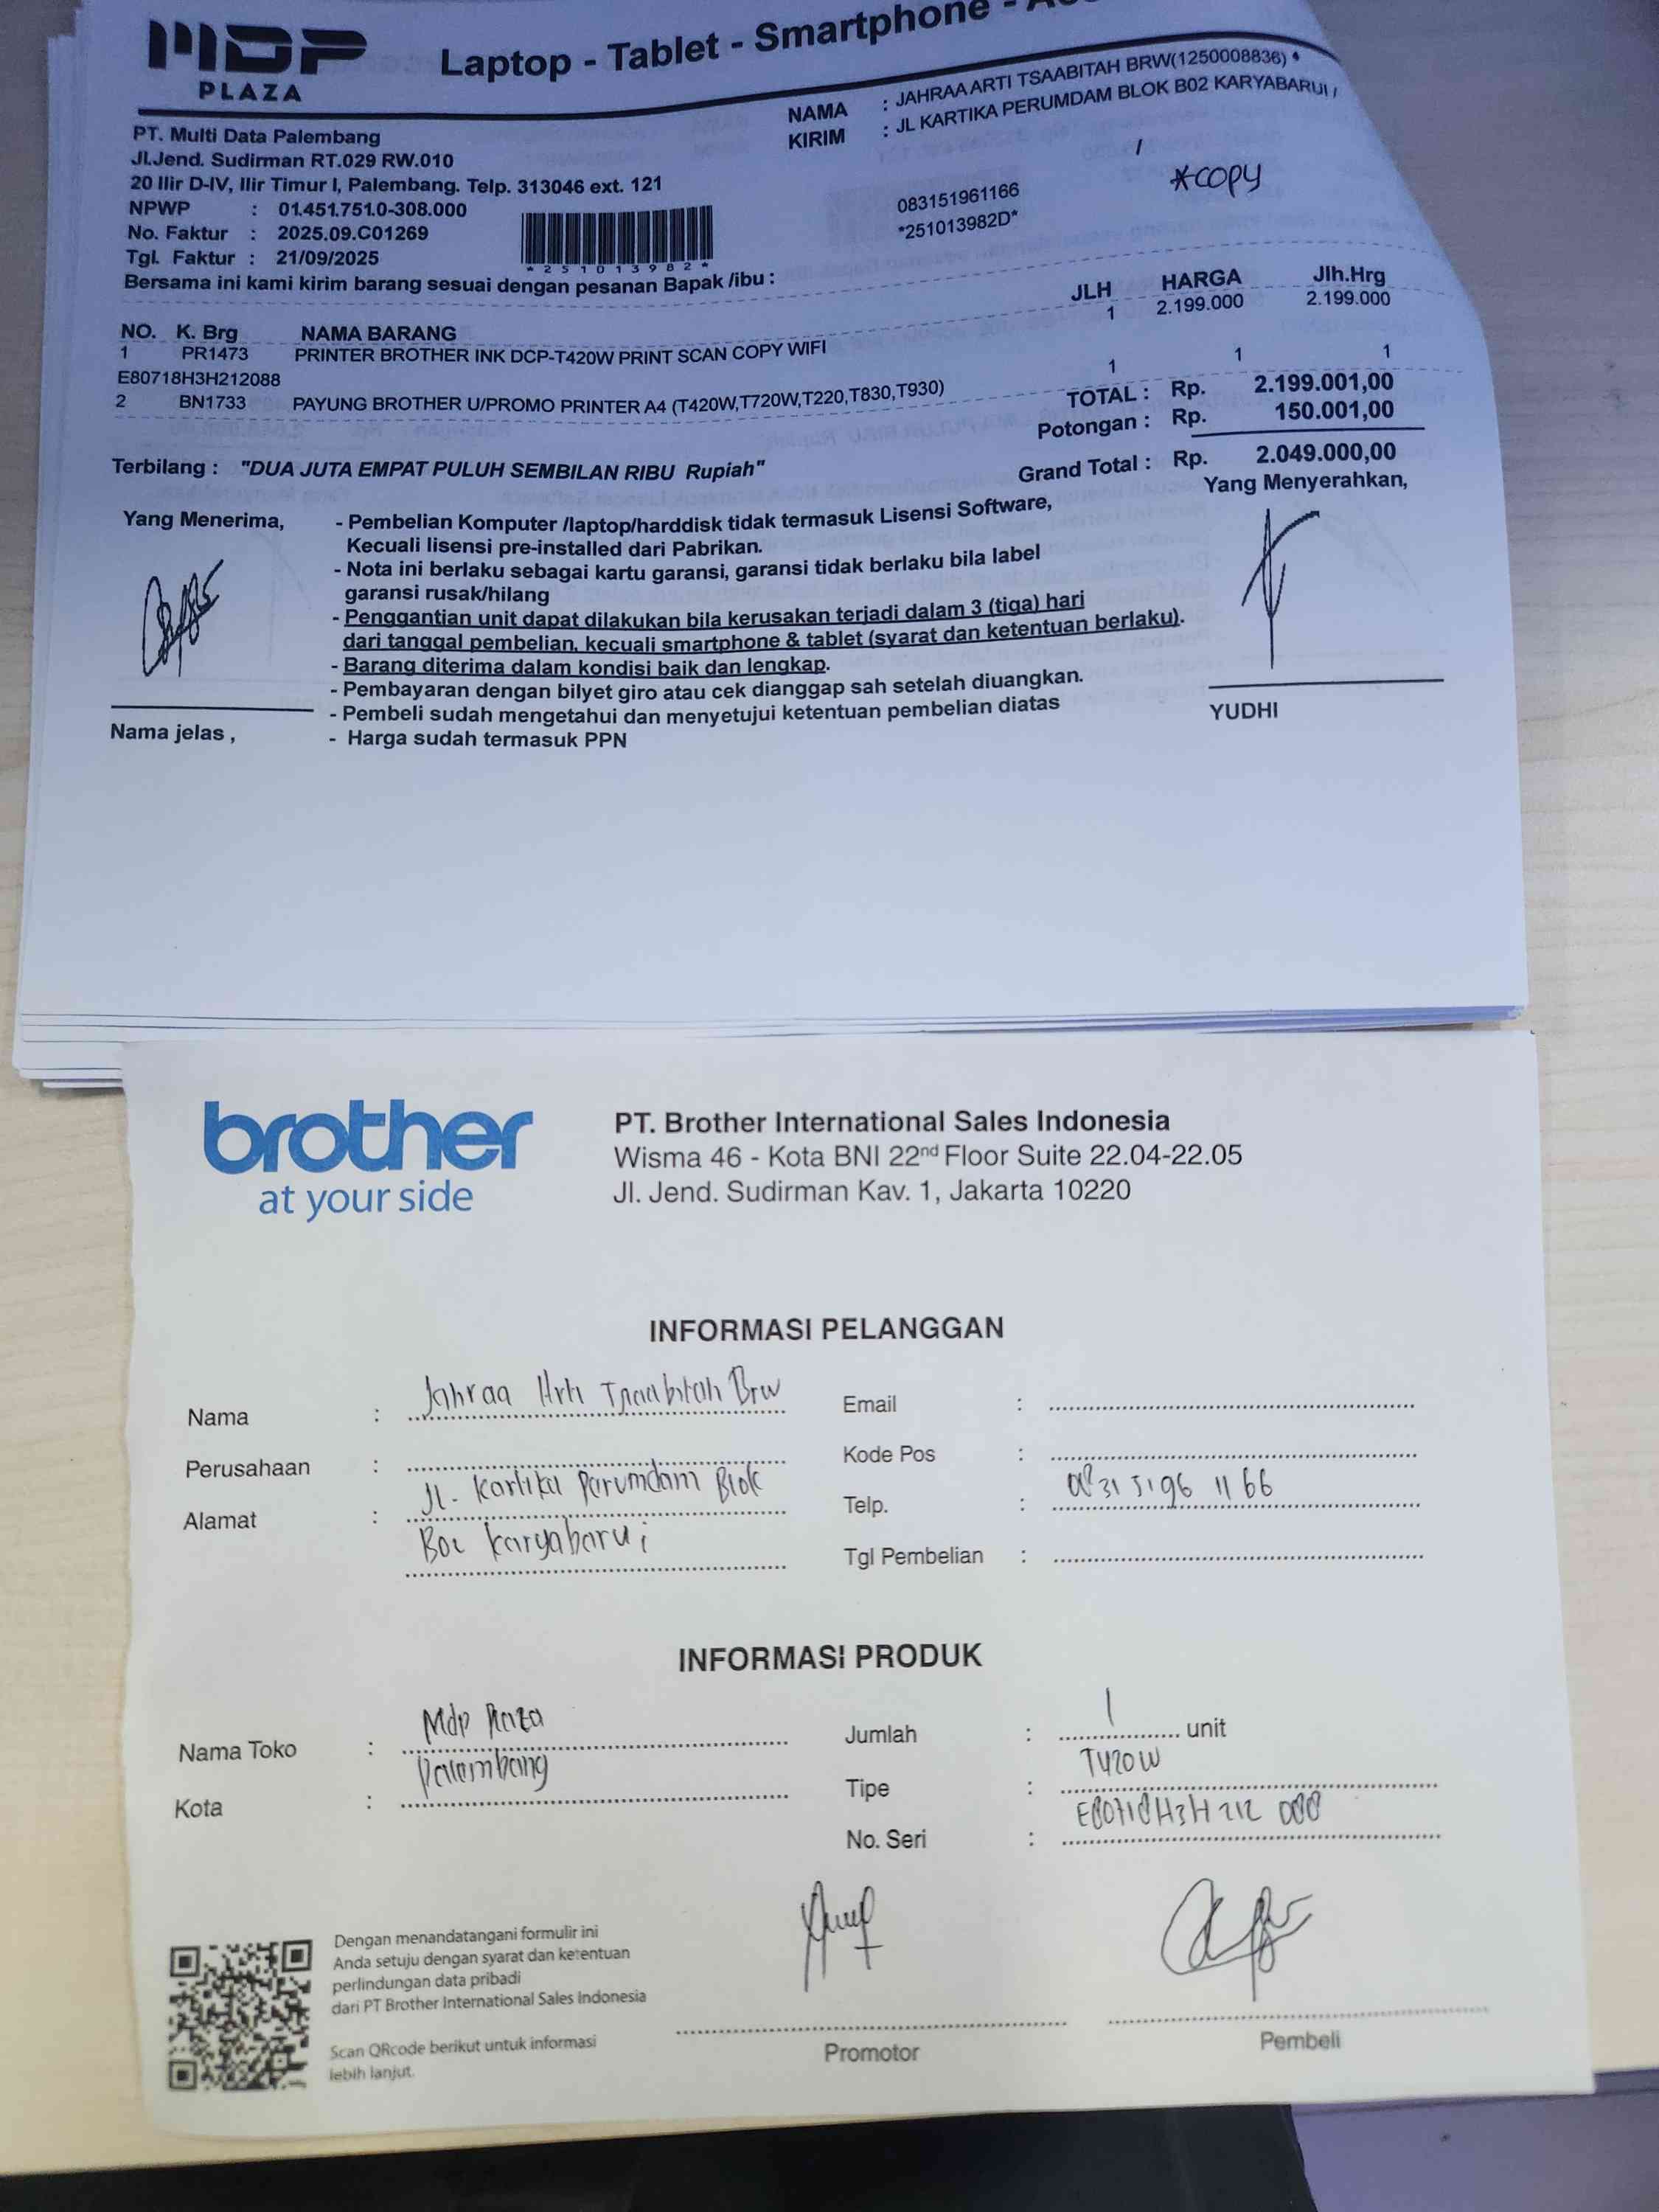 MDP
PLAZA
Laptop - Tablet - Smartphone -
NAMA : JAHRAA ARTI TSAABITAH BRW(1250008836)
KIRIM : JL KARTIKA PERUMDAM BLOK B02 KARYABARUI /
/
083151961166
*251013982D*
*COPY
PT. Multi Data Palembang
Jl.Jend. Sudirman RT.029 RW.010
20 Ilir D-IV, Ilir Timur I, Palembang. Telp. 313046 ext. 121
NPWP : 01.451.751.0-308.000
No. Faktur : 2025.09.C01269
Tgl. Faktur : 21/09/2025
*251013982*
Bersama ini kami kirim barang sesuai dengan pesanan Bapak /ibu :
NO. K. Brg NAMA BARANG JLH HARGA Jlh.Hrg
1 PR1473 PRINTER BROTHER INK DCP-T420W PRINT SCAN COPY WIFI 1 2.199.000 2.199.000
E80718H3H212088
2 BN1733 PAYUNG BROTHER U/PROMO PRINTER A4 (T420W,T720W,T220,T830,T930) 1 1 1
TOTAL : Rp. 2.199.001,00
Potongan : Rp. 150.001,00
Grand Total : Rp. 2.049.000,00
Terbilang : "DUA JUTA EMPAT PULUH SEMBILAN RIBU Rupiah"
Yang Menerima,
Yang Menyerahkan,
- Pembelian Komputer /laptop/harddisk tidak termasuk Lisensi Software,
Kecuali lisensi pre-installed dari Pabrikan.
- Nota ini berlaku sebagai kartu garansi, garansi tidak berlaku bila label
garansi rusak/hilang
- Penggantian unit dapat dilakukan bila kerusakan terjadi dalam 3 (tiga) hari
dari tanggal pembelian, kecuali smartphone & tablet (syarat dan ketentuan berlaku).
- Barang diterima dalam kondisi baik dan lengkap.
- Pembayaran dengan bilyet giro atau cek dianggap sah setelah diuangkan.
- Pembeli sudah mengetahui dan menyetujui ketentuan pembelian diatas
- Harga sudah termasuk PPN
Nama jelas ,
YUDHI
brother
at your side
PT. Brother International Sales Indonesia
Wisma 46 - Kota BNI 22nd Floor Suite 22.04-22.05
Jl. Jend. Sudirman Kav. 1, Jakarta 10220
INFORMASI PELANGGAN
Nama : Jahraa Arti Tsaabitah Brw
Perusahaan :
Alamat : Jl. Kartika Perumdam Blok
B02 Karyabaru i
Email :
Kode Pos :
Telp. : 0831 5196 1166
Tgl Pembelian :
INFORMASI PRODUK
Nama Toko : Mdp Plaza
Kota : Palembang
Jumlah : 1 unit
Tipe : T420W
No. Seri : E80718H3H212 088
Dengan menandatangani formulir ini
Anda setuju dengan syarat dan ketentuan
perlindungan data pribadi
dari PT Brother International Sales Indonesia
Scan QRcode berikut untuk informasi
lebih lanjut.
Promotor
Pembeli